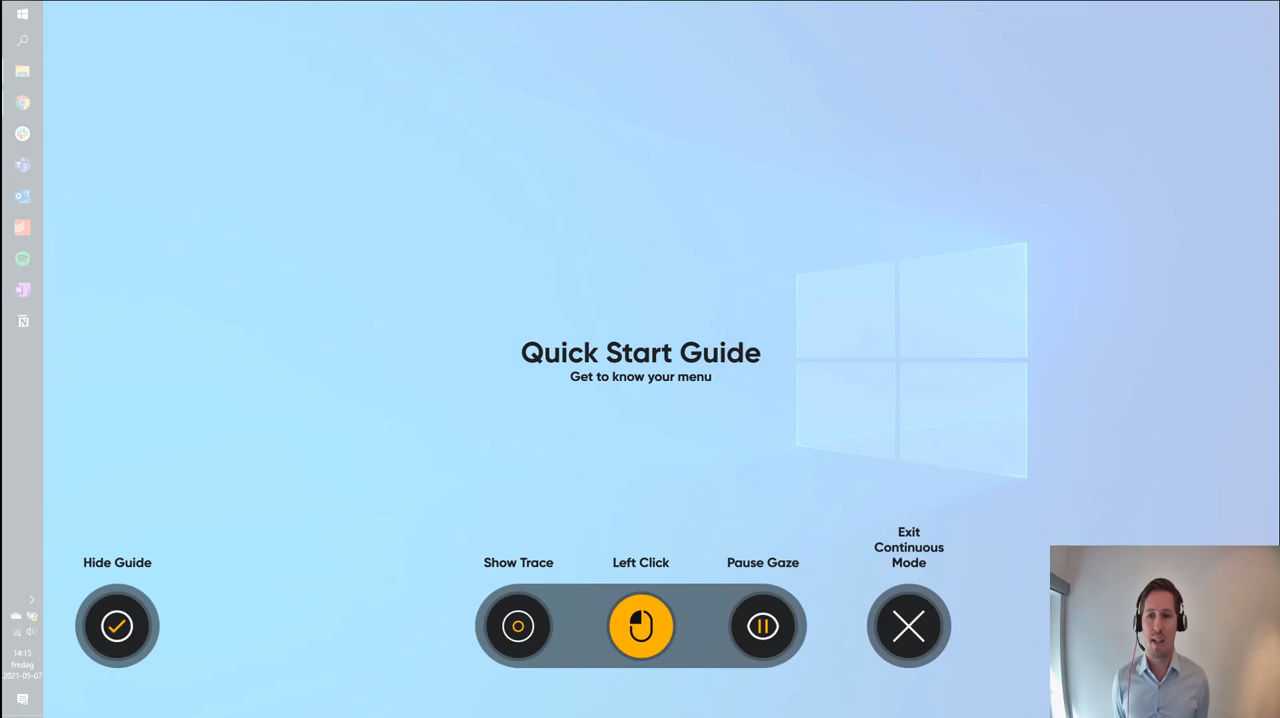 Quick Start Guide
Get to know your menu
Hide Guide
Show Trace
Left Click
Pause Gaze
Exit
Continuous
Mode
14:15
fredag
2021-05-07